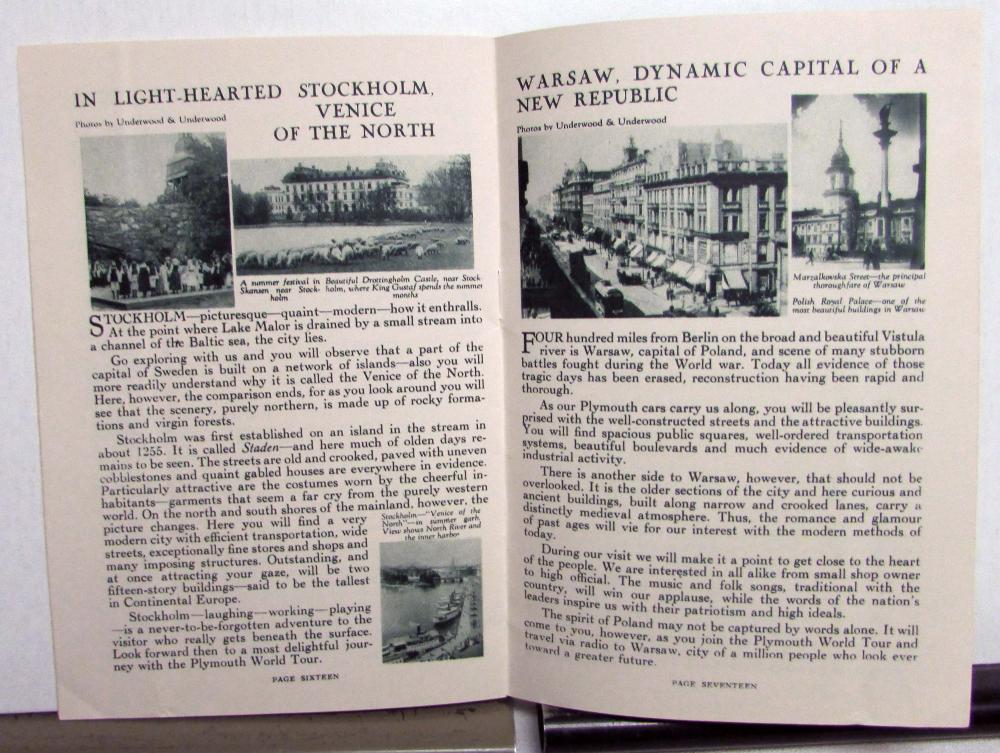 IN LIGHT-HEARTED STOCKHOLM,
VENICE
OF THE NORTH
Photos by Underwood & Underwood
A summer festival in
Skansen near Stock-
holm
Beautiful Drottingholm Castle, near Stock-
holm, where King Gustaf spends the summer
months
STOCKHOLM—picturesque—quaint—modern—how it enthralls.
At the point where Lake Malor is drained by a small stream into
a channel of the Baltic sea, the city lies.
Go exploring with us and you will observe that a part of the
capital of Sweden is built on a network of islands—also you will
more readily understand why it is called the Venice of the North.
Here, however, the comparison ends, for as you look around you will
see that the scenery, purely northern, is made up of rocky forma-
tions and virgin forests.
Stockholm was first established on an island in the stream in
about 1255. It is called Staden—and here much of olden days re-
mains to be seen. The streets are old and crooked, paved with uneven
cobblestones and quaint gabled houses are everywhere in evidence.
Particularly attractive are the costumes worn by the cheerful in-
habitants—garments that seem a far cry from the purely western
world. On the north and south shores of the mainland, however, the
picture changes. Here you will find a very
modern city with efficient transportation, wide
streets, exceptionally fine stores and shops and
many imposing structures. Outstanding, and
at once attracting your gaze, will be two
fifteen-story buildings—said to be the tallest
in Continental Europe.
Stockholm—laughing—working—playing
—is a never-to-be-forgotten adventure to the
visitor who really gets beneath the surface.
Look forward then to a most delightful jour-
ney with the Plymouth World Tour.
Stockholm—"Venice of the
North"—in summer garb.
View shows North River and
the inner harbor
PAGE SIXTEEN
WARSAW, DYNAMIC CAPITAL OF A
NEW REPUBLIC
Photos by Underwood & Underwood
Marzalkovska Street—the principal
thoroughfare of Warsaw
Polish Royal Palace—one of the
most beautiful buildings in Warsaw
FOUR hundred miles from Berlin on the broad and beautiful Vistula
river is Warsaw, capital of Poland, and scene of many stubborn
battles fought during the World war. Today all evidence of those
tragic days has been erased, reconstruction having been rapid and
thorough.
As our Plymouth cars carry us along, you will be pleasantly sur-
prised with the well-constructed streets and the attractive buildings.
You will find spacious public squares, well-ordered transportation
systems, beautiful boulevards and much evidence of wide-awake
industrial activity.
There is another side to Warsaw, however, that should not be
overlooked. It is the older sections of the city and here curious and
ancient buildings, built along narrow and crooked lanes, carry a
distinctly medieval atmosphere. Thus, the romance and glamour
of past ages will vie for our interest with the modern methods of
today.
During our visit we will make it a point to get close to the heart
of the people. We are interested in all alike from small shop owner
to high official. The music and folk songs, traditional with the
country, will win our applause, while the words of the nation's
leaders inspire us with their patriotism and high ideals.
The spirit of Poland may not be captured by words alone. It will
come to you, however, as you join the Plymouth World Tour and
travel via radio to Warsaw, city of a million people who look ever
toward a greater future.
PAGE SEVENTEEN